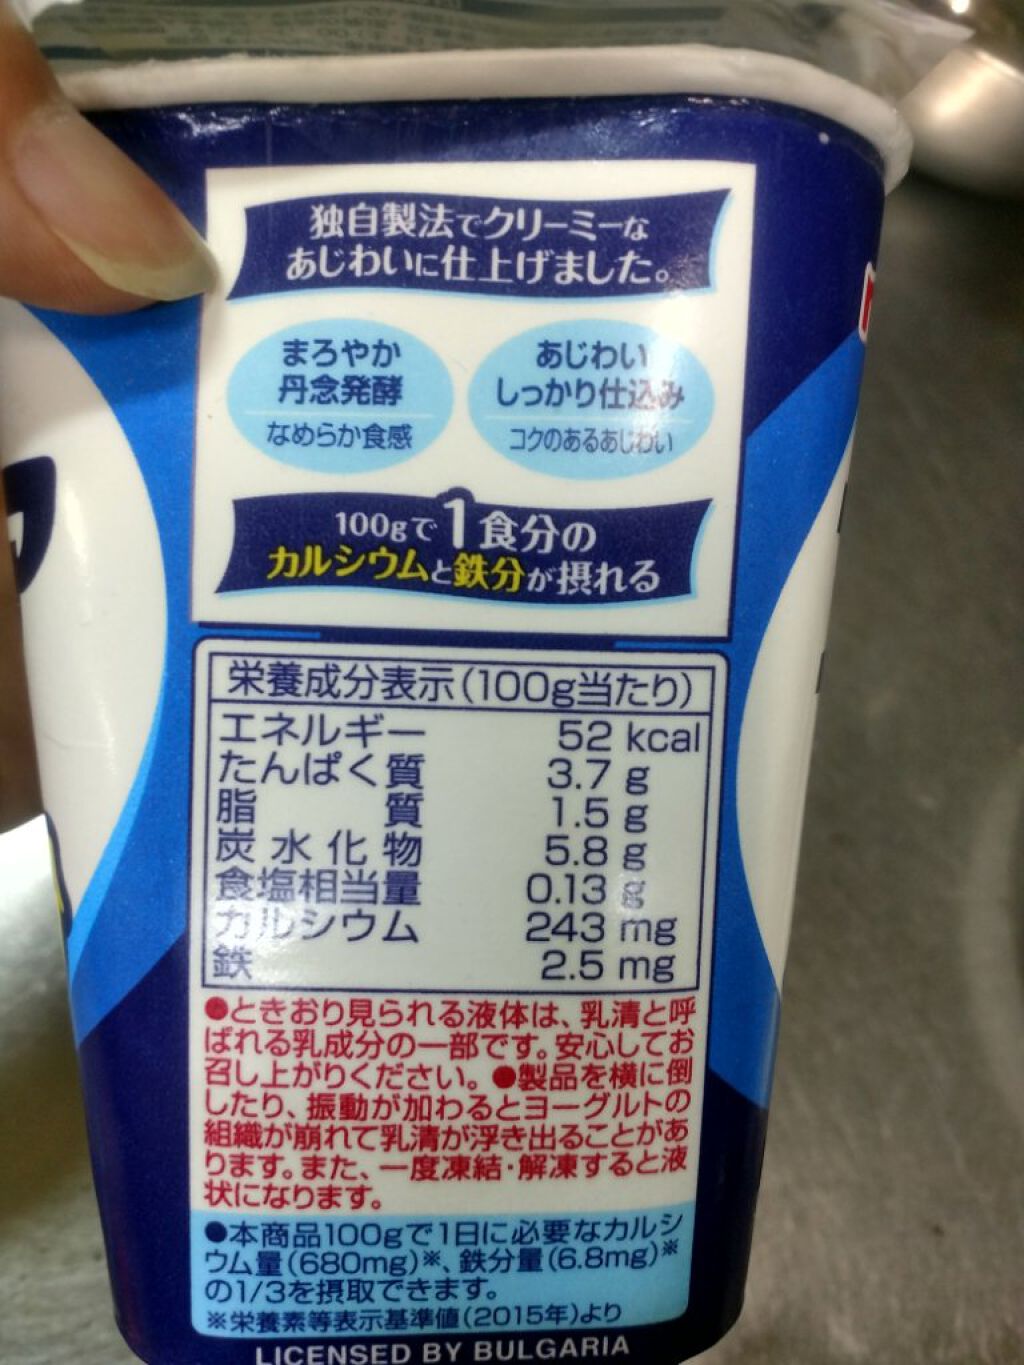 独自製法でクリーミーな
あじわいに仕上げました。
まろやか
丹念発酵
なめらか食感
あじわい
しっかり仕込み
コクのあるあじわい
100gで1食分の
カルシウムと鉄分が摂れる
栄養成分表示(100g当たり)
エネルギー 52 kcal
たんぱく質 3.7 g
脂質 1.5 g
炭水化物 5.8 g
食塩相当量 0.13 g
カルシウム 243 mg
鉄 2.5 mg
●ときおり見られる液体は、乳清と呼
ばれる乳成分の一部です。安心してお
召し上がりください。●製品を横に倒
したり、振動が加わるとヨーグルトの
組織が崩れて乳清が浮き出ることがあ
ります。また、一度凍結・解凍すると液
状になります。
●本商品100gで1日に必要なカルシ
ウム量(680mg)※、鉄分量(6.8mg)※
の1/3を摂取できます。
※栄養素等表示基準値(2015年)より
LICENSED BY BULGARIA